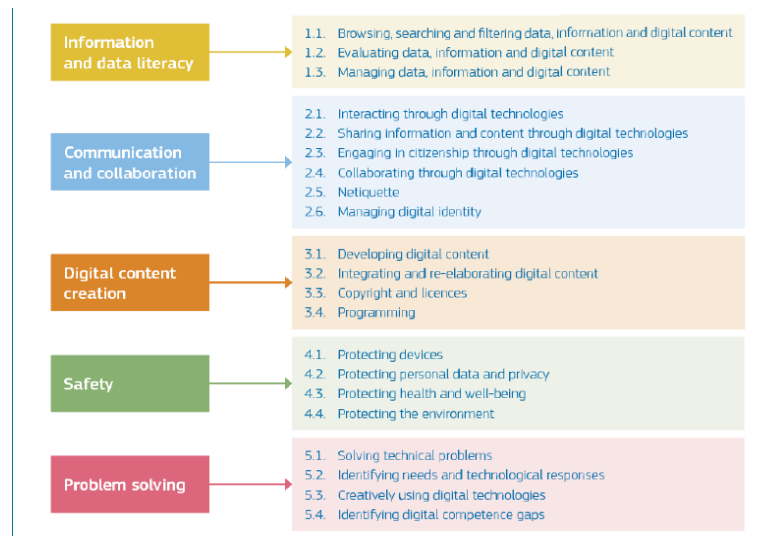 Information
and data literacy
1.1. Browsing, searching and filtering data, information and digital content
1.2. Evaluating data, information and digital content
1.3. Managing data, information and digital content
Communication
and collaboration
2.1. Interacting through digital technologies
2.2. Sharing information and content through digital technologies
2.3. Engaging in citizenship through digital technologies
2.4. Collaborating through digital technologies
2.5. Netiquette
2.6. Managing digital identity
Digital content
creation
3.1. Developing digital content
3.2. Integrating and re-elaborating digital content
3.3. Copyright and licences
3.4. Programming
Safety
4.1. Protecting devices
4.2. Protecting personal data and privacy
4.3. Protecting health and well-being
4.4. Protecting the environment
Problem solving
5.1. Solving technical problems
5.2. Identifying needs and technological responses
5.3. Creatively using digital technologies
5.4. Identifying digital competence gaps